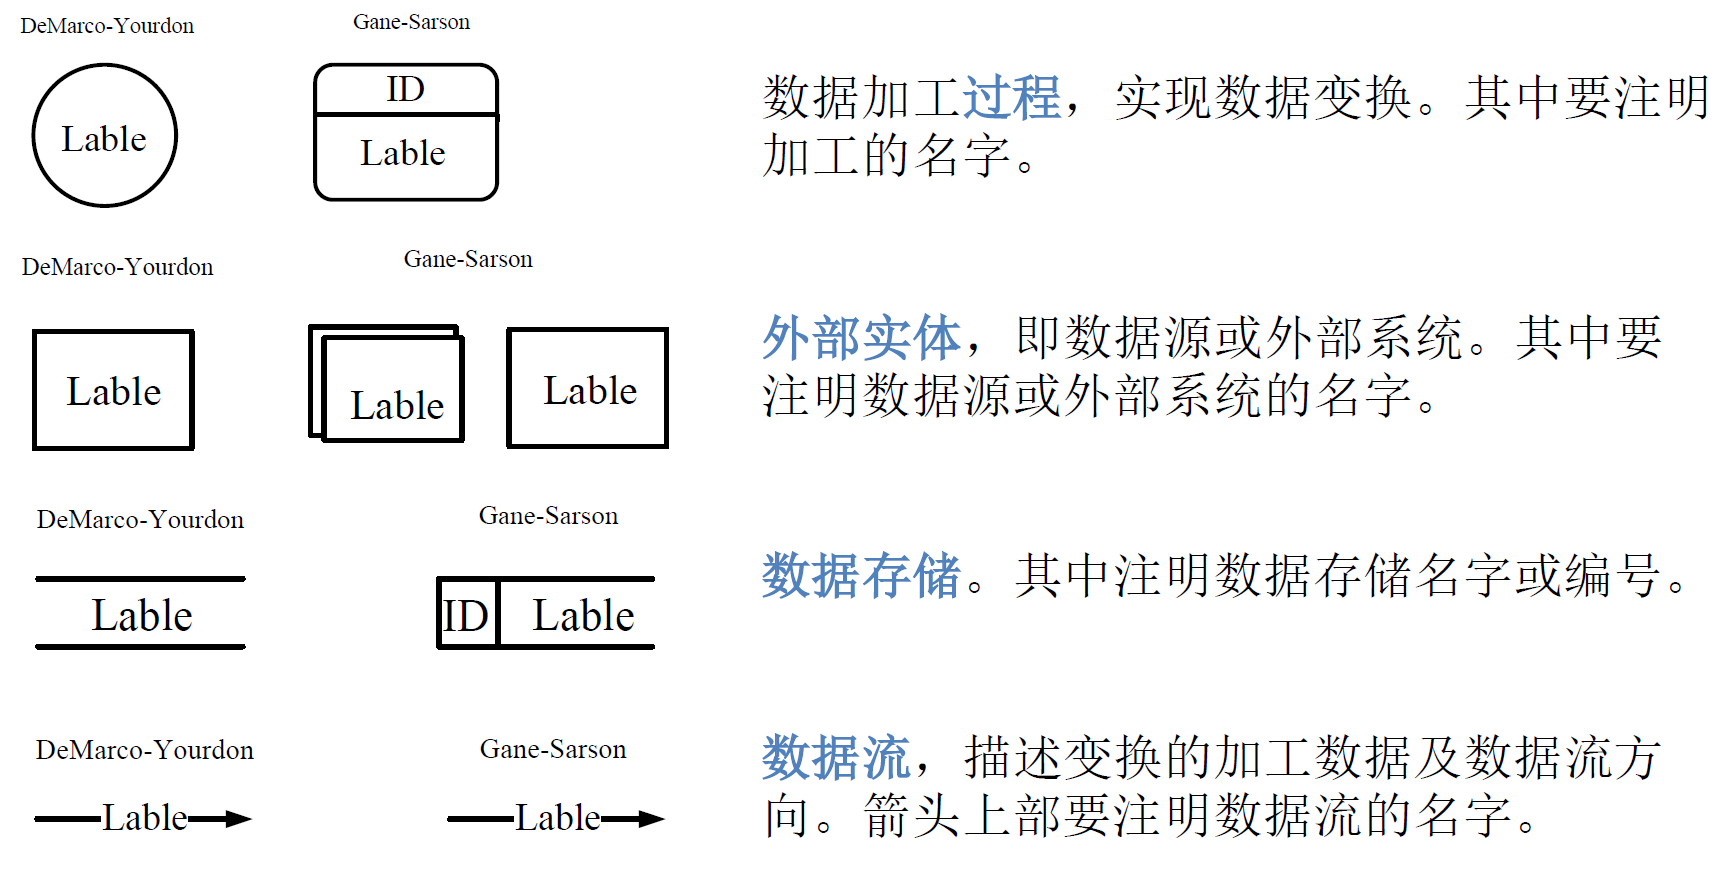 DeMarco-Yourdon
Gane-Sarson
Lable
ID
Lable
数据加工过程，实现数据变换。其中要注明
加工的名字。
DeMarco-Yourdon
Gane-Sarson
Lable
Lable
Lable
外部实体，即数据源或外部系统。其中要
注明数据源或外部系统的名字。
DeMarco-Yourdon
Gane-Sarson
Lable
ID
Lable
数据存储。其中注明数据存储名字或编号。
DeMarco-Yourdon
Gane-Sarson
Lable
Lable
数据流，描述变换的加工数据及数据流方
向。箭头上部要注明数据流的名字。